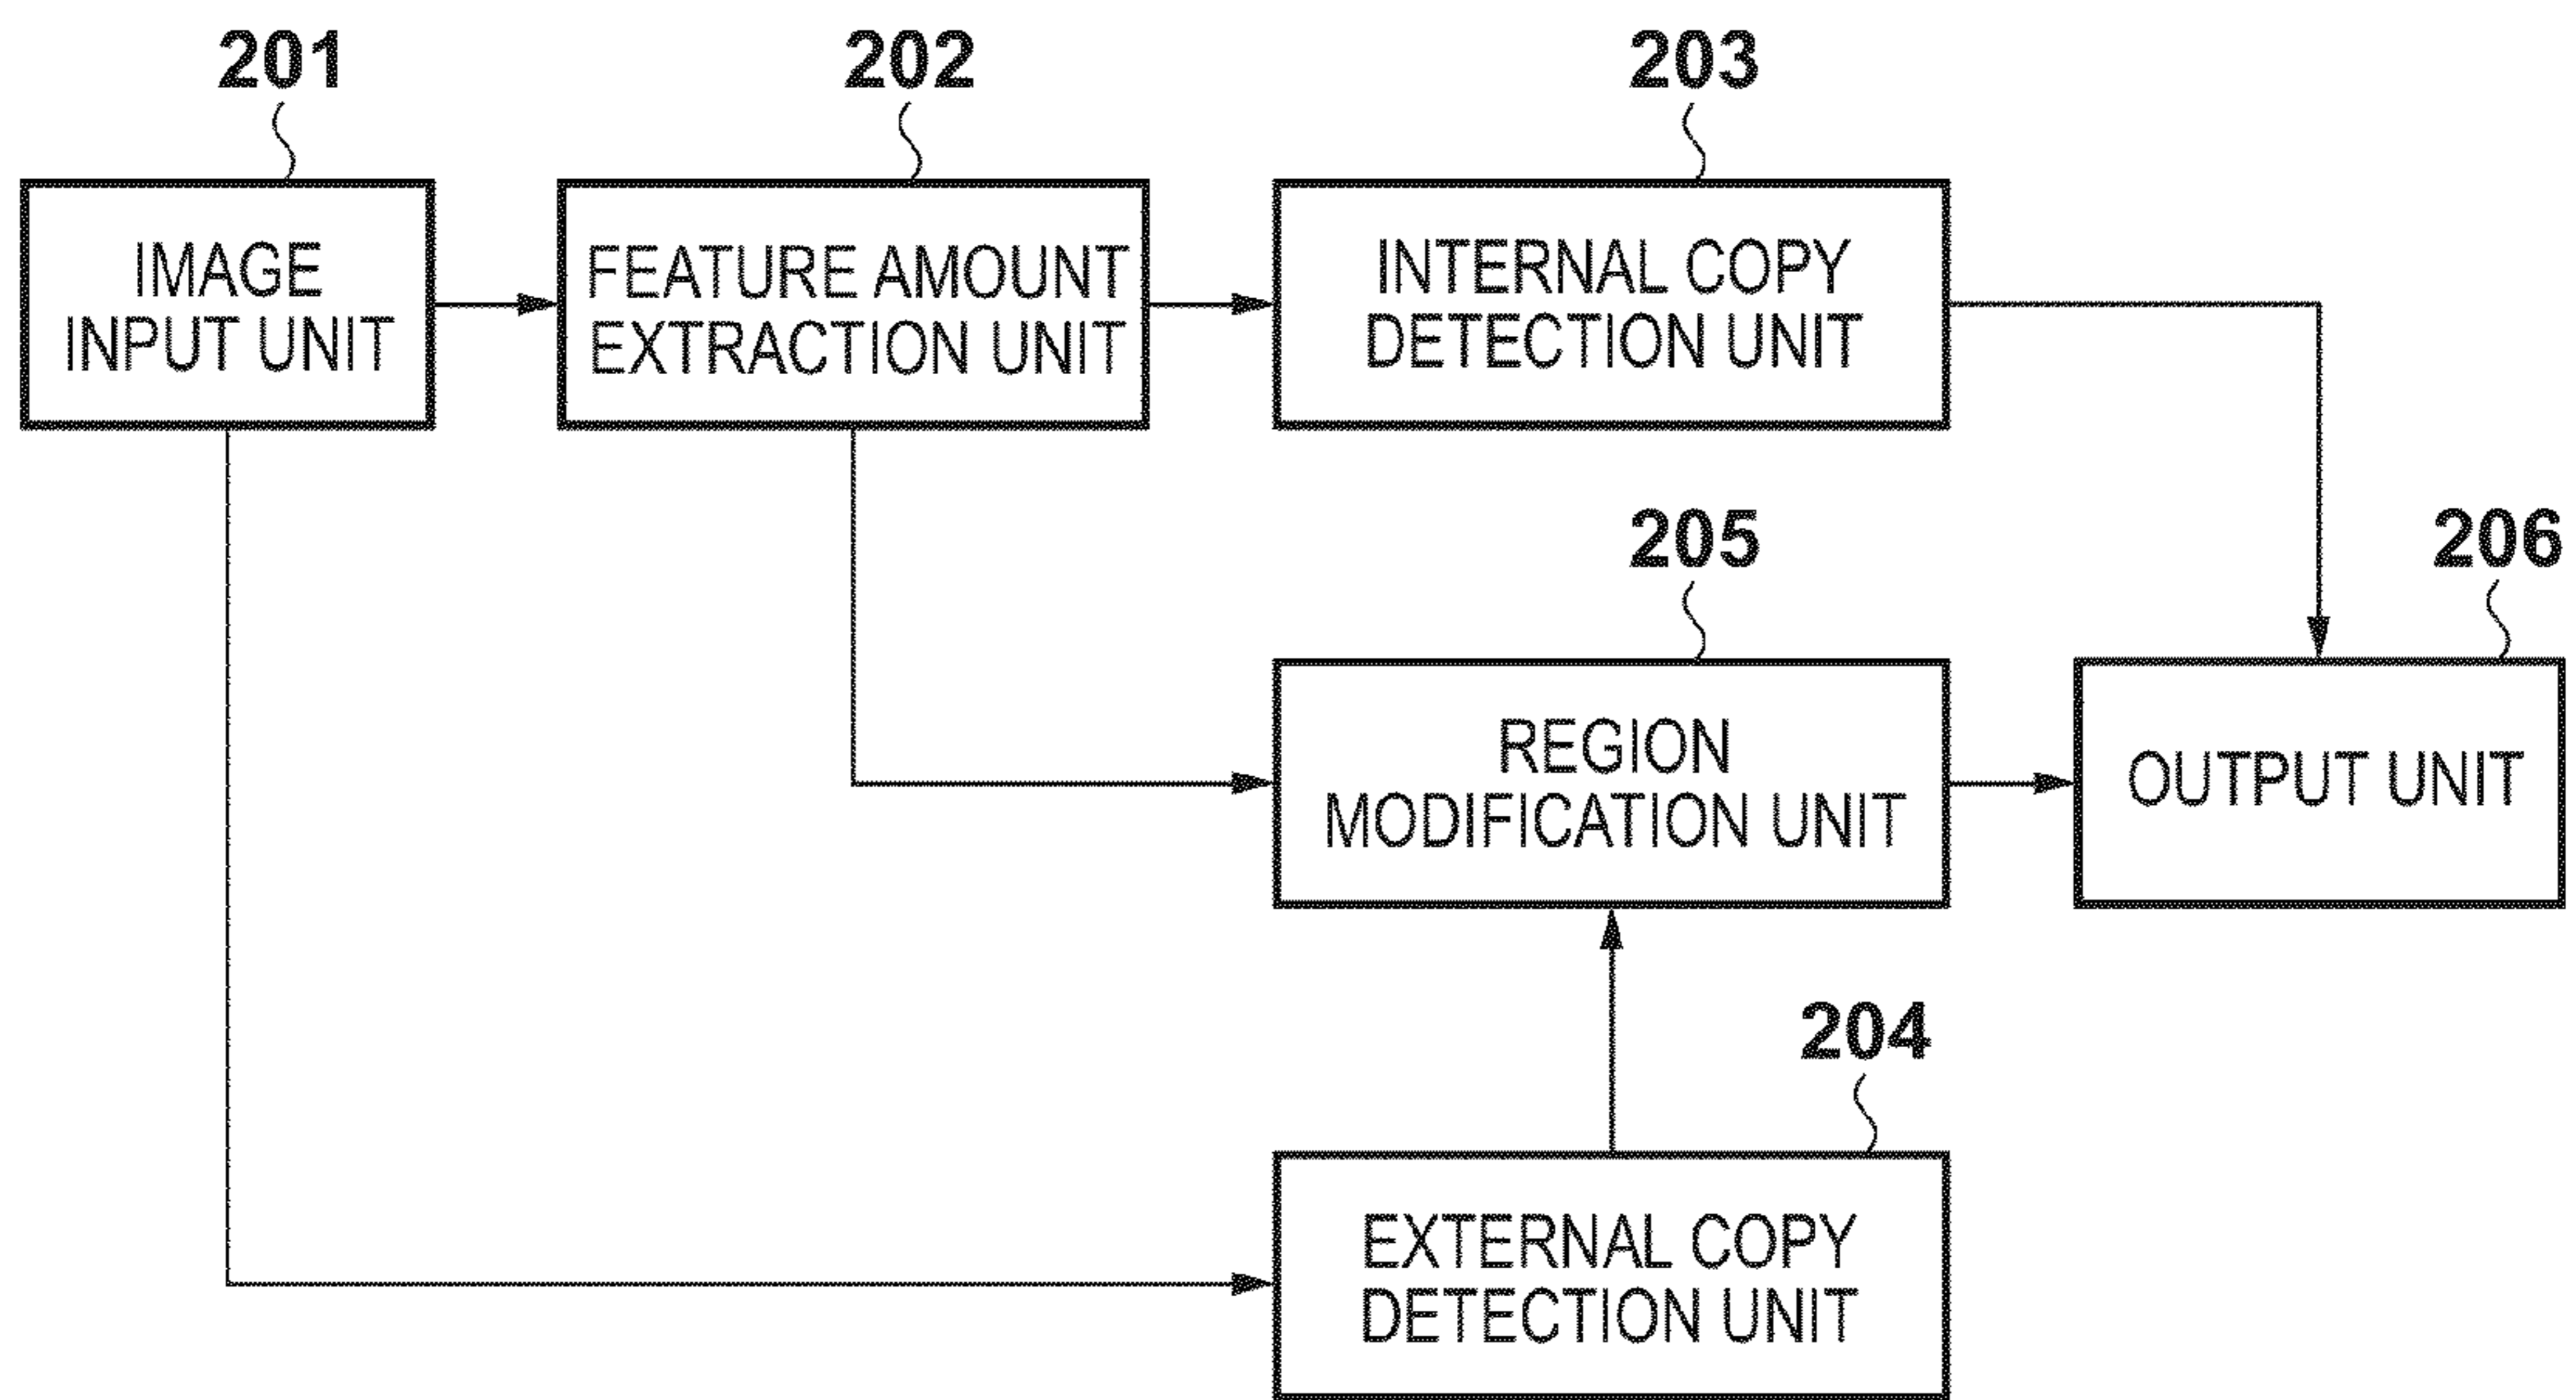 201
IMAGE
INPUT UNIT
202
FEATURE AMOUNT
EXTRACTION UNIT
203
INTERNAL COPY
DETECTION UNIT
205
REGION
MODIFICATION UNIT
206
OUTPUT UNIT
204
EXTERNAL COPY
DETECTION UNIT